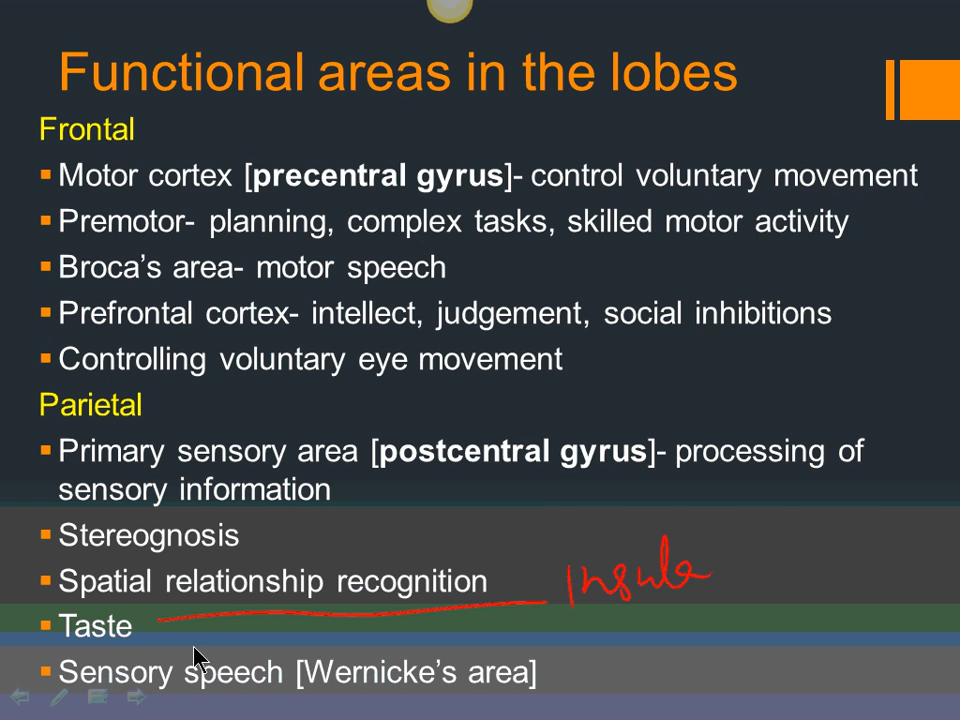 Functional areas in the lobes
Frontal
▪ Motor cortex [precentral gyrus]- control voluntary movement
▪ Premotor- planning, complex tasks, skilled motor activity
▪ Broca’s area- motor speech
▪ Prefrontal cortex- intellect, judgement, social inhibitions
▪ Controlling voluntary eye movement
Parietal
▪ Primary sensory area [postcentral gyrus]- processing of
sensory information
▪ Stereognosis
▪ Spatial relationship recognition
Insula
▪ Taste
▪ Sensory speech [Wernicke’s area]